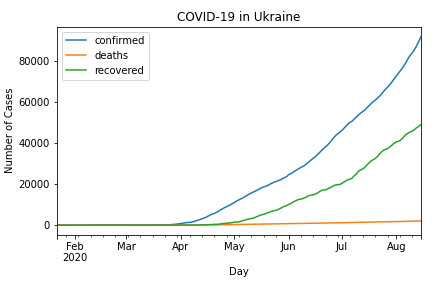 COVID-19 in Ukraine
confirmed
deaths
recovered
Number of Cases
80000
60000
40000
20000
0
Feb Mar Apr May Jun Jul Aug
2020
Day